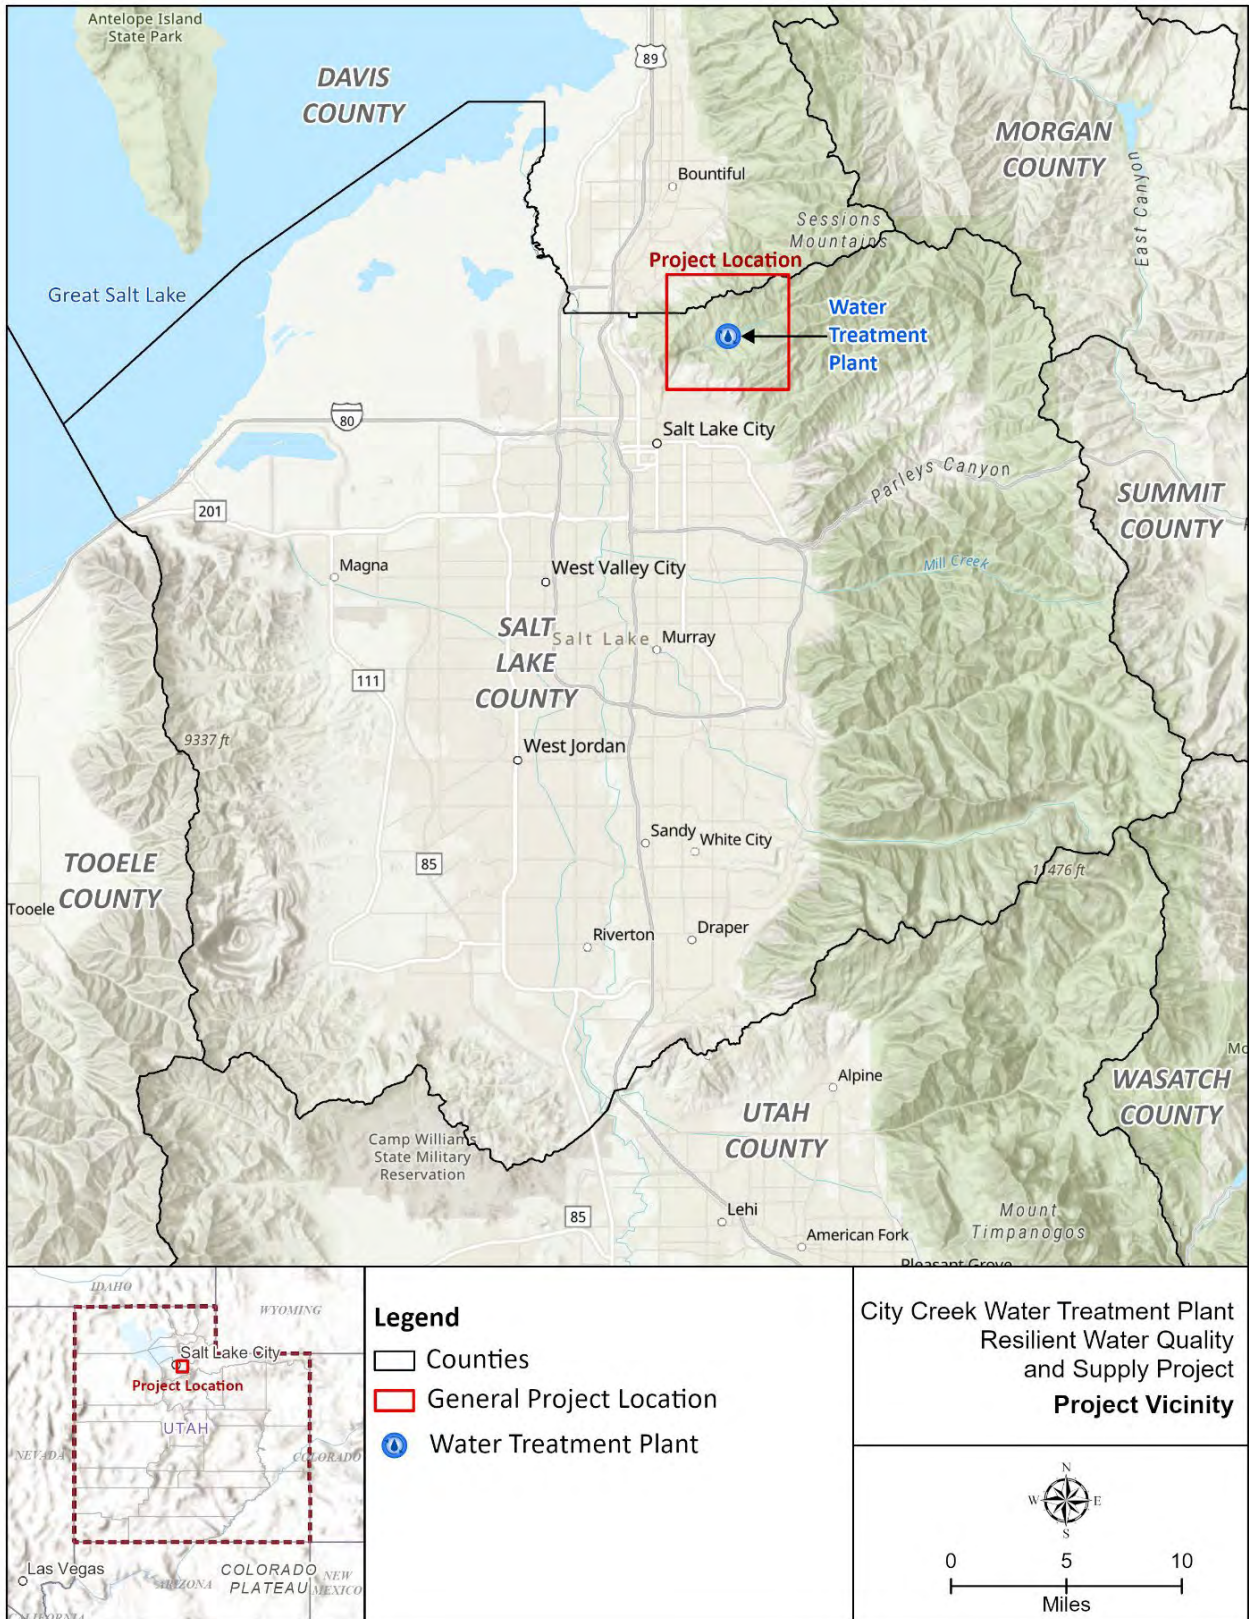 Antelope Island
State Park
DAVIS
COUNTY
89
MORGAN
COUNTY
Bountiful
East Canyon
Sessions
Mountains
Project Location
Great Salt Lake
Water
Treatment
Plant
80
Salt Lake City
Parleys Canyon
SUMMIT
COUNTY
201
Magna
West Valley City
Mill Creek
SALT
LAKE
COUNTY
Salt Lake
Murray
111
9337 ft
West Jordan
Sandy
White City
TOOELE
COUNTY
85
11476 ft
Tooele
Riverton
Draper
Mo
Alpine
WASATCH
COUNTY
UTAH
COUNTY
Camp Williams
State Military
Reservation
85
Lehi
Mount
Timpanogos
American Fork
Pleasant Grove
IDAHO
WYOMING
Salt Lake City
Project Location
UTAH
NEVADA
COLORADO
Las Vegas
COLORADO
PLATEAU
ARIZONA
NEW
MEXICO
CALIFORNIA
Legend
Counties
General Project Location
Water Treatment Plant
City Creek Water Treatment Plant
Resilient Water Quality
and Supply Project
Project Vicinity
N
W
E
S
0 5 10
Miles